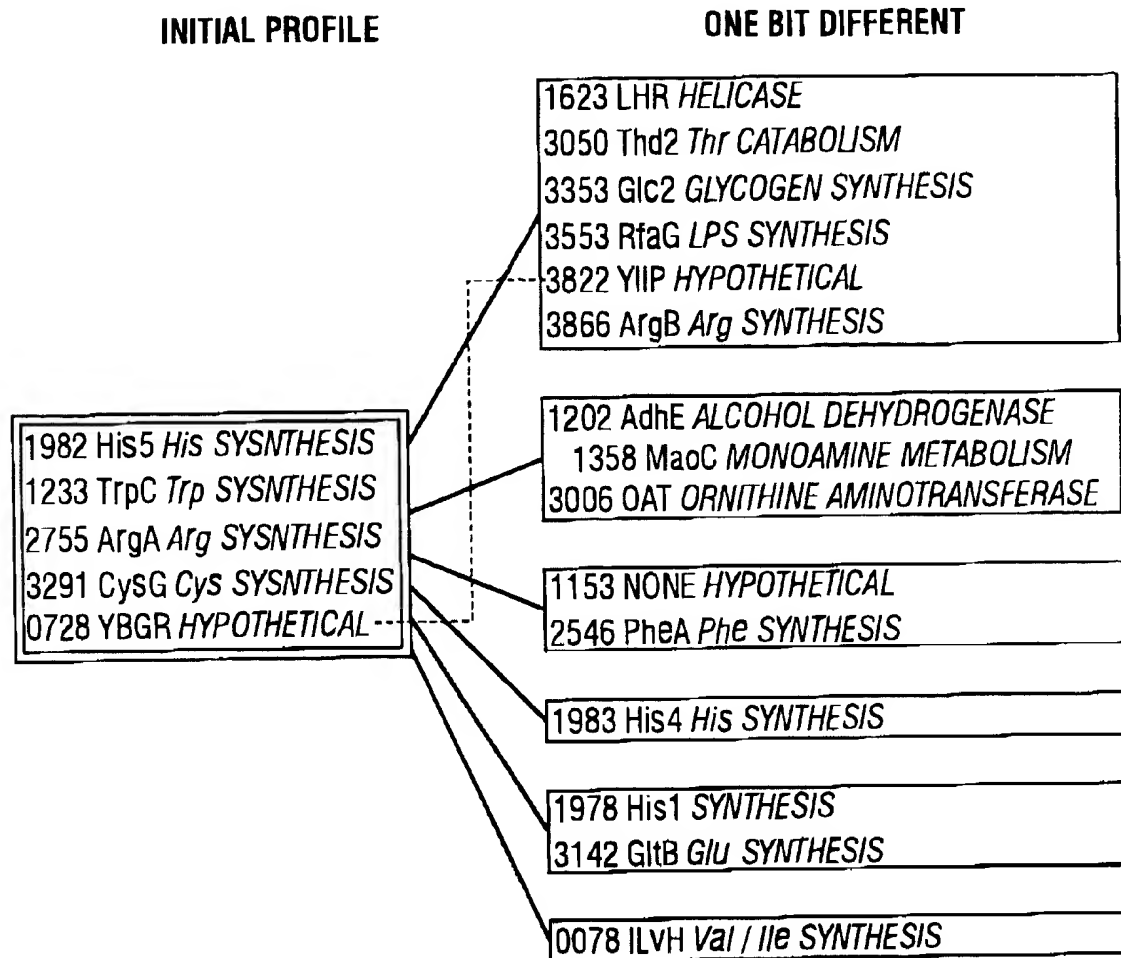 INITIAL PROFILE
ONE BIT DIFFERENT
1623 LHR HELICASE
3050 Thd2 Thr CATABOLISM
3353 Glc2 GLYCOGEN SYNTHESIS
3553 RfaG LPS SYNTHESIS
3822 YIIP HYPOTHETICAL
3866 ArgB Arg SYNTHESIS
1982 His5 His SYSNTHESIS
1233 TrpC Trp SYSNTHESIS
2755 ArgA Arg SYSNTHESIS
3291 CysG Cys SYSNTHESIS
0728 YBGR HYPOTHETICAL
1202 AdhE ALCOHOL DEHYDROGENASE
1358 MaoC MONOAMINE METABOLISM
3006 OAT ORNITHINE AMINOTRANSFERASE
1153 NONE HYPOTHETICAL
2546 PheA Phe SYNTHESIS
1983 His4 His SYNTHESIS
1978 His1 SYNTHESIS
3142 GltB Glu SYNTHESIS
0078 ILvH Val / Ile SYNTHESIS